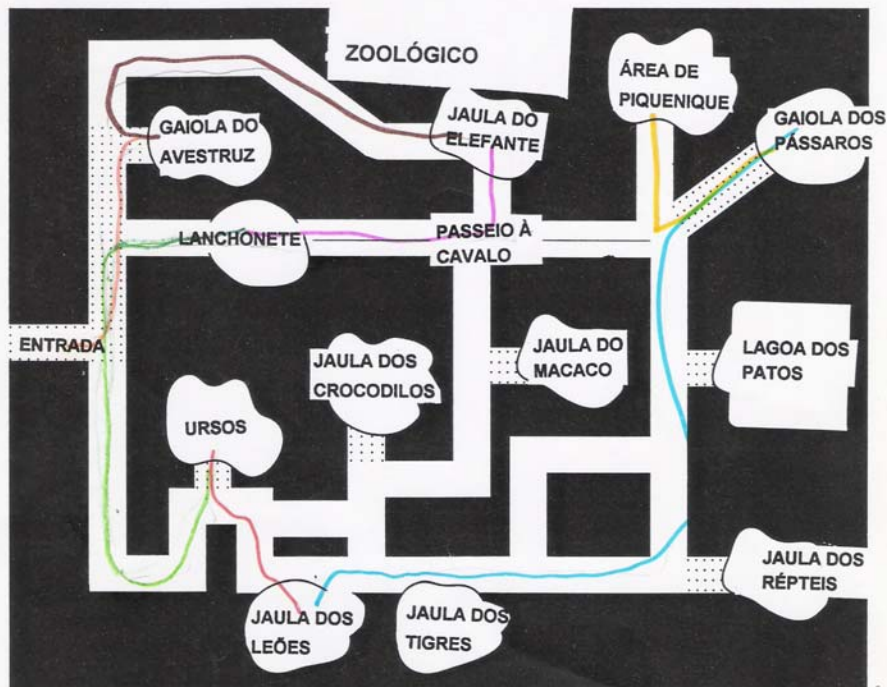 ZOOLÓGICO
ÁREA DE
PIQUENIQUE
JAULA DO
ELEFANTE
GAIOLA DOS
PÁSSAROS
GAIOLA DO
AVESTRUZ
LANCHONETE
PASSEIO À
CAVALO
ENTRADA
JAULA DOS
CROCODILOS
JAULA DO
MACACO
LAGOA DOS
PATOS
URSOS
JAULA DOS
RÉPTEIS
JAULA DOS
LEÕES
JAULA DOS
TIGRES